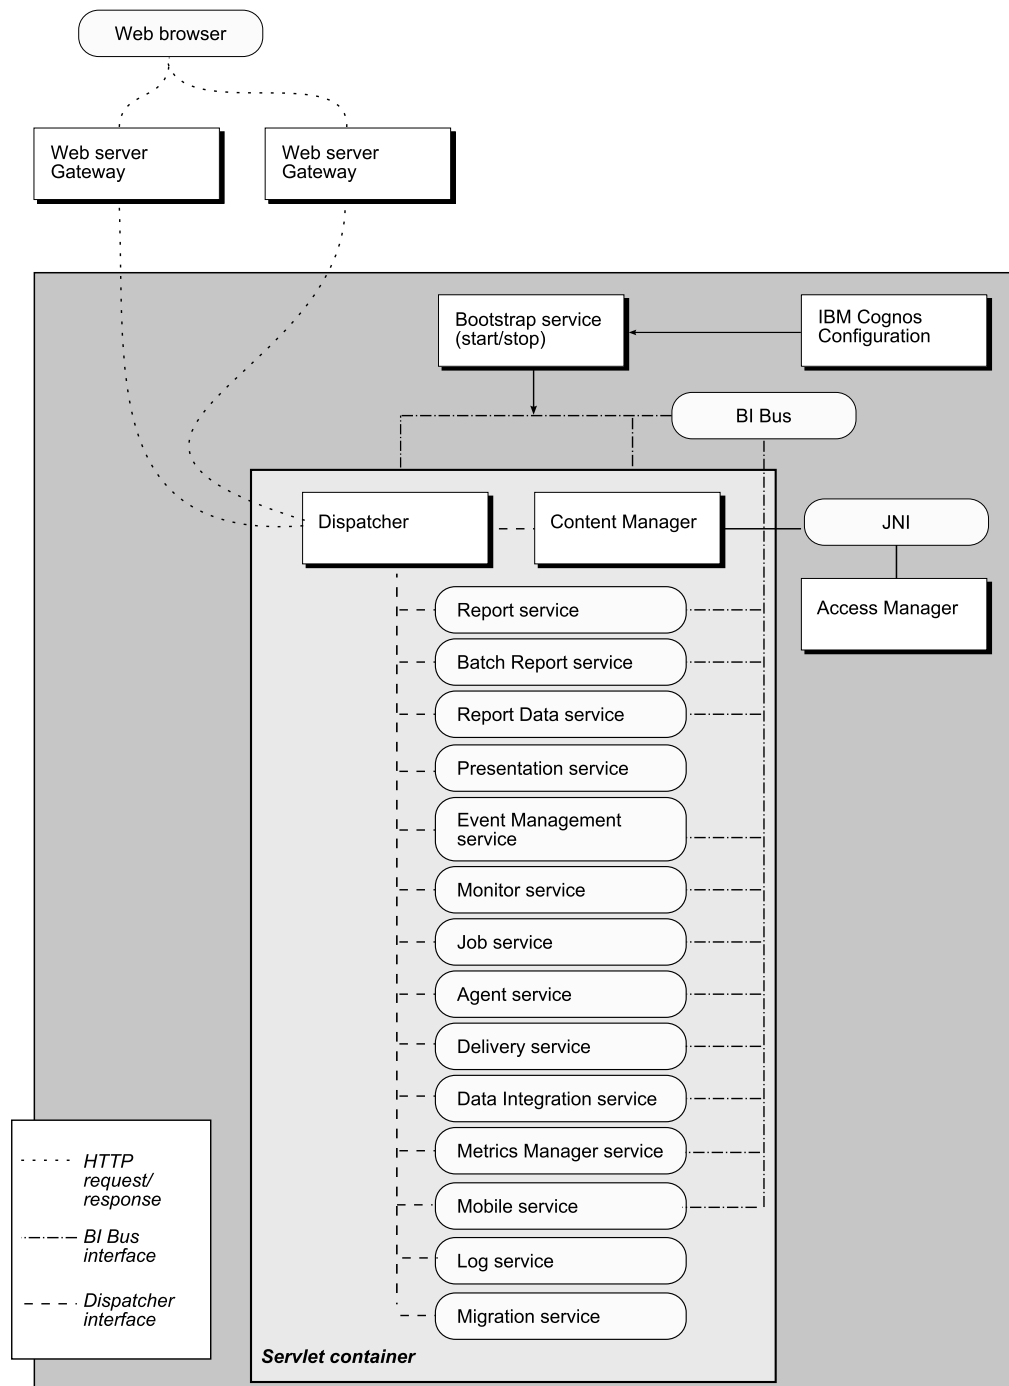 Web browser
Web server
Gateway
Web server
Gateway
Bootstrap service
(start/stop)
IBM Cognos
Configuration
BI Bus
Dispatcher
Content Manager
JNI
Access Manager
Report service
Batch Report service
Report Data service
Presentation service
Event Management
service
Monitor service
Job service
Agent service
Delivery service
Data Integration service
Metrics Manager service
Mobile service
Log service
Migration service
Servlet container
HTTP
request/
response
BI Bus
interface
Dispatcher
interface